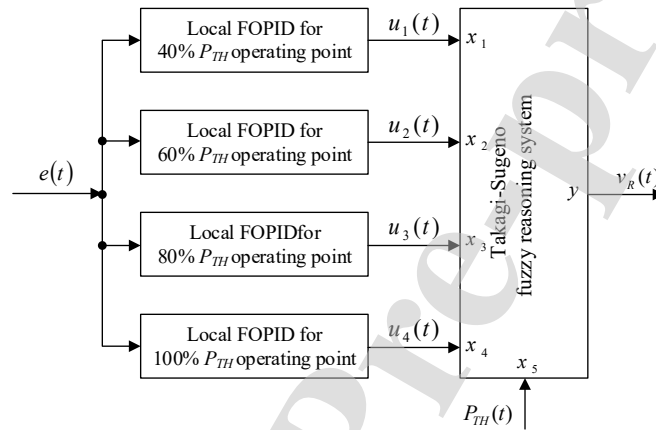 Local FOPID for
40% P_TH operating point
u_1(t)
x_1
Local FOPID for
60% P_TH operating point
u_2(t)
x_2
e(t)
Takagi-Sugeno
fuzzy reasoning system
y
v_R(t)
Local FOPIDfor
80% P_TH operating point
u_3(t)
x_3
Local FOPID for
100% P_TH operating point
u_4(t)
x_4
x_5
P_TH(t)
Pre-pr